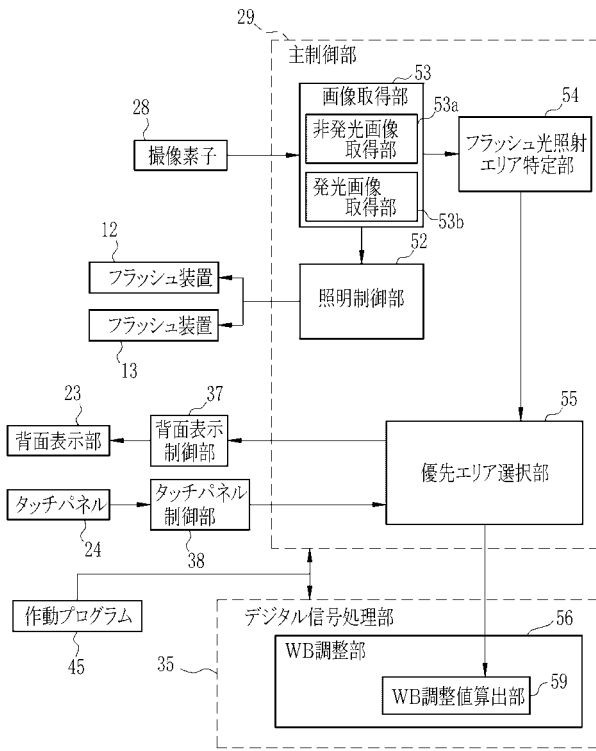 29
主制御部
53
画像取得部
53a
非発光画像
取得部
発光画像
取得部
53b
28
撮像素子
54
フラッシュ光照射
エリア特定部
12
フラッシュ装置
フラッシュ装置
13
52
照明制御部
23
背面表示部
37
背面表示
制御部
55
優先エリア選択部
タッチパネル
24
タッチパネル
制御部
38
作動プログラム
45
デジタル信号処理部
35
56
WB調整部
WB調整値算出部
59